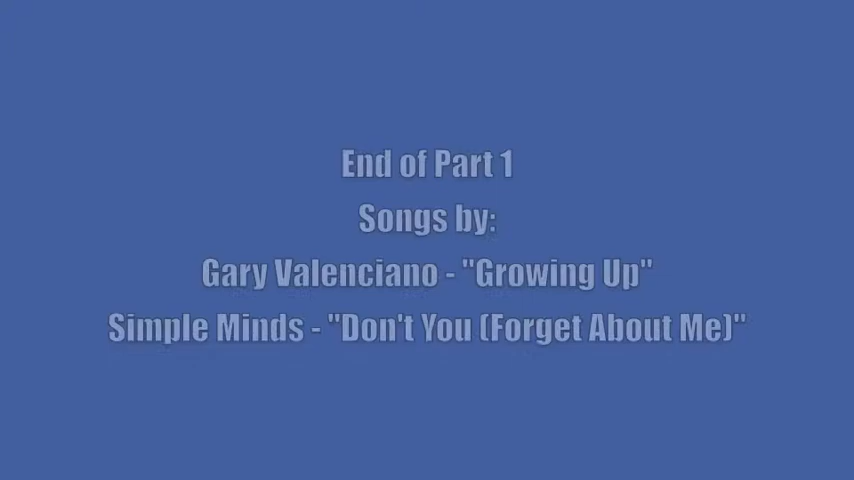 End of Part 1
Songs by:
Gary Valenciano - "Growing Up"
Simple Minds - "Don't You (Forget About Me)"